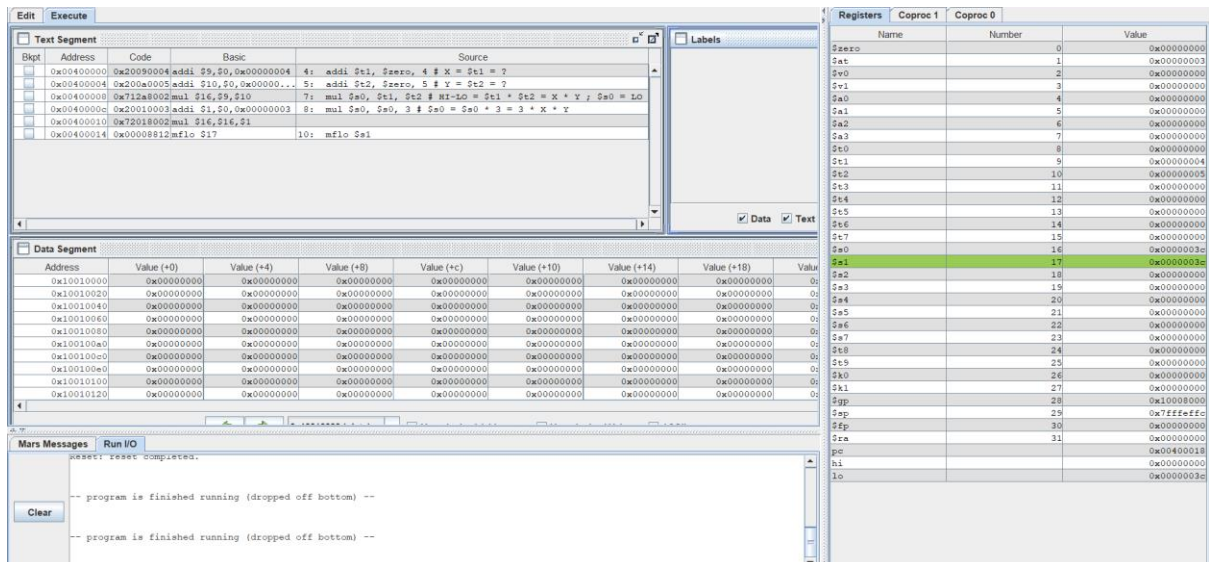 Edit Execute
Text Segment
Bkpt Address Code Basic Source
0x00400000 0x20090004 addi $9,$0,0x00000004 4: addi $t1, $zero, 4 # X = $t1 = ?
0x00400004 0x200a0005 addi $10,$0,0x00000... 5: addi $t2, $zero, 5 # Y = $t2 = ?
0x00400008 0x712a8002 mul $16,$9,$10 7: mul $s0, $t1, $t2 # HI-LO = $t1 * $t2 = X * Y ; $s0 = LO
0x0040000c 0x20010003 addi $1,$0,0x00000003 8: mul $s0, $s0, 3 # $s0 = $s0 * 3 = 3 * X * Y
0x00400010 0x72018002 mul $16,$16,$1
0x00400014 0x00008812 mflo $17 10: mflo $s1
Labels
Data Text
Data Segment
Address Value (+0) Value (+4) Value (+8) Value (+c) Value (+10) Value (+14) Value (+18) Valu
0x10010000 0x00000000 0x00000000 0x00000000 0x00000000 0x00000000 0x00000000 0x00000000 0
0x10010020 0x00000000 0x00000000 0x00000000 0x00000000 0x00000000 0x00000000 0x00000000 0
0x10010040 0x00000000 0x00000000 0x00000000 0x00000000 0x00000000 0x00000000 0x00000000 0
0x10010060 0x00000000 0x00000000 0x00000000 0x00000000 0x00000000 0x00000000 0x00000000 0
0x10010080 0x00000000 0x00000000 0x00000000 0x00000000 0x00000000 0x00000000 0x00000000 0
0x100100a0 0x00000000 0x00000000 0x00000000 0x00000000 0x00000000 0x00000000 0x00000000 0
0x100100c0 0x00000000 0x00000000 0x00000000 0x00000000 0x00000000 0x00000000 0x00000000 0
0x100100e0 0x00000000 0x00000000 0x00000000 0x00000000 0x00000000 0x00000000 0x00000000 0
0x10010100 0x00000000 0x00000000 0x00000000 0x00000000 0x00000000 0x00000000 0x00000000 0
0x10010120 0x00000000 0x00000000 0x00000000 0x00000000 0x00000000 0x00000000 0x00000000 0
Mars Messages Run I/O
Reset: reset completed.
-- program is finished running (dropped off bottom) --
Clear
-- program is finished running (dropped off bottom) --
Registers Coproc 1 Coproc 0
Name Number Value
$zero 0 0x00000000
$at 1 0x00000003
$v0 2 0x00000000
$v1 3 0x00000000
$a0 4 0x00000000
$a1 5 0x00000000
$a2 6 0x00000000
$a3 7 0x00000000
$t0 8 0x00000000
$t1 9 0x00000004
$t2 10 0x00000005
$t3 11 0x00000000
$t4 12 0x00000000
$t5 13 0x00000000
$t6 14 0x00000000
$t7 15 0x00000000
$s0 16 0x0000003c
$s1 17 0x0000003c
$s2 18 0x00000000
$s3 19 0x00000000
$s4 20 0x00000000
$s5 21 0x00000000
$s6 22 0x00000000
$s7 23 0x00000000
$t8 24 0x00000000
$t9 25 0x00000000
$k0 26 0x00000000
$k1 27 0x00000000
$gp 28 0x10008000
$sp 29 0x7fffeffc
$fp 30 0x00000000
$ra 31 0x00000000
pc 0x00400018
hi 0x00000000
lo 0x0000003c